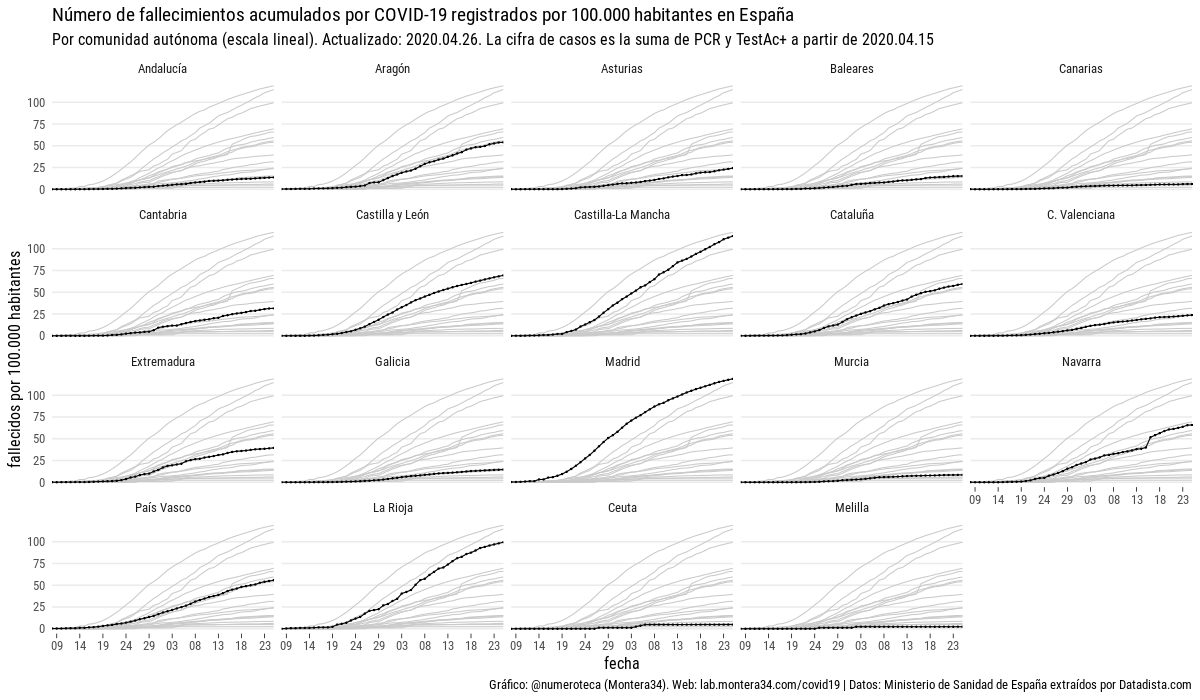 Número de fallecimientos acumulados por COVID-19 registrados por 100.000 habitantes en España
Por comunidad autónoma (escala lineal). Actualizado: 2020.04.26. La cifra de casos es la suma de PCR y TestAc+ a partir de 2020.04.15
Andalucía Aragón Asturias Baleares Canarias
100
75
50
25
0
Cantabria Castilla y León Castilla-La Mancha Cataluña C. Valenciana
100
75
50
25
0
fallecidos por 100.000 habitantes
Extremadura Galicia Madrid Murcia Navarra
100
75
50
25
0
09 14 19 24 29 03 08 13 18 23
País Vasco La Rioja Ceuta Melilla
100
75
50
25
0
09 14 19 24 29 03 08 13 18 23 09 14 19 24 29 03 08 13 18 23 09 14 19 24 29 03 08 13 18 23 09 14 19 24 29 03 08 13 18 23
fecha
Gráfico: @numeroteca (Montera34). Web: lab.montera34.com/covid19 | Datos: Ministerio de Sanidad de España extraídos por Datadista.com